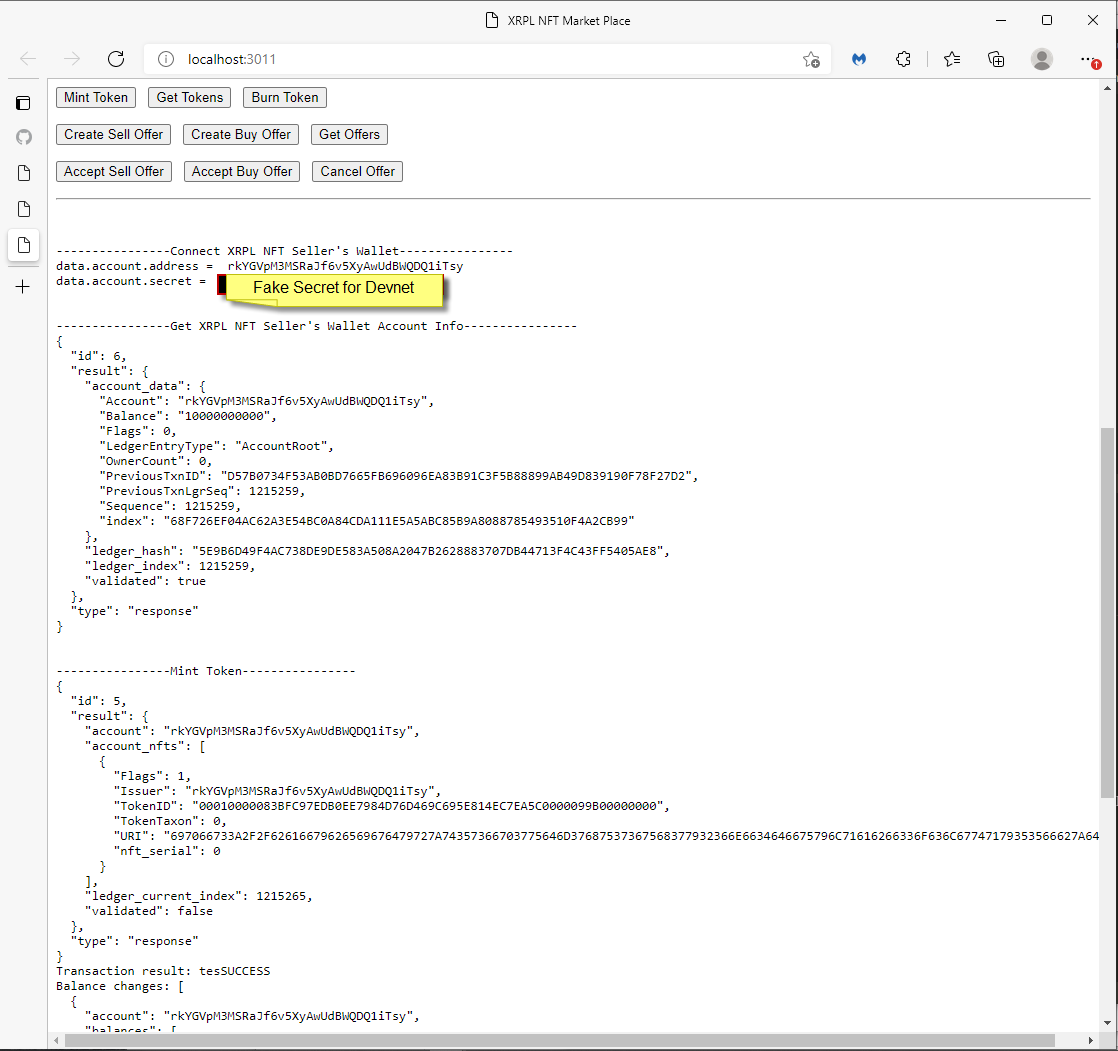 XRPL NFT Market Place
localhost:3011
Mint Token Get Tokens Burn Token
Create Sell Offer Create Buy Offer Get Offers
Accept Sell Offer Accept Buy Offer Cancel Offer
----------------Connect XRPL NFT Seller's Wallet----------------
data.account.address = rkYGVpM3MSRaJf6v5XyAwUdBWQDQ1iTsy
data.account.secret =
Fake Secret for Devnet
----------------Get XRPL NFT Seller's Wallet Account Info----------------
{
"id": 6,
"result": {
"account_data": {
"Account": "rkYGVpM3MSRaJf6v5XyAwUdBWQDQ1iTsy",
"Balance": "10000000000",
"Flags": 0,
"LedgerEntryType": "AccountRoot",
"OwnerCount": 0,
"PreviousTxnID": "D57B0734F53AB0BD7665FB696096EA83B91C3F5B88899AB49D839190F78F27D2",
"PreviousTxnLgrSeq": 1215259,
"Sequence": 1215259,
"index": "68F726EF04AC62A3E54BC0A84CDA111E5A5ABC85B9A8088785493510F4A2CB99"
},
"ledger_hash": "5E9B6D49F4AC738DE9DE583A508A2047B2628883707DB44713F4C43FF5405AE8",
"ledger_index": 1215259,
"validated": true
},
"type": "response"
}
----------------Mint Token----------------
{
"id": 5,
"result": {
"account": "rkYGVpM3MSRaJf6v5XyAwUdBWQDQ1iTsy",
"account_nfts": [
{
"Flags": 1,
"Issuer": "rkYGVpM3MSRaJf6v5XyAwUdBWQDQ1iTsy",
"TokenID": "00010000083BFC97EDB0EE7984D76D469C695E814EC7EA5C0000099B00000000",
"TokenTaxon": 0,
"URI": "697066733A2F2F62616679626569676479727A74357366703775646D37687537367568377932366E6634646675796C71616266336F636C67747179353566627A64
"nft_serial": 0
}
],
"ledger_current_index": 1215265,
"validated": false
},
"type": "response"
}
Transaction result: tesSUCCESS
Balance changes: [
{
"account": "rkYGVpM3MSRaJf6v5XyAwUdBWQDQ1iTsy",
"balances": [